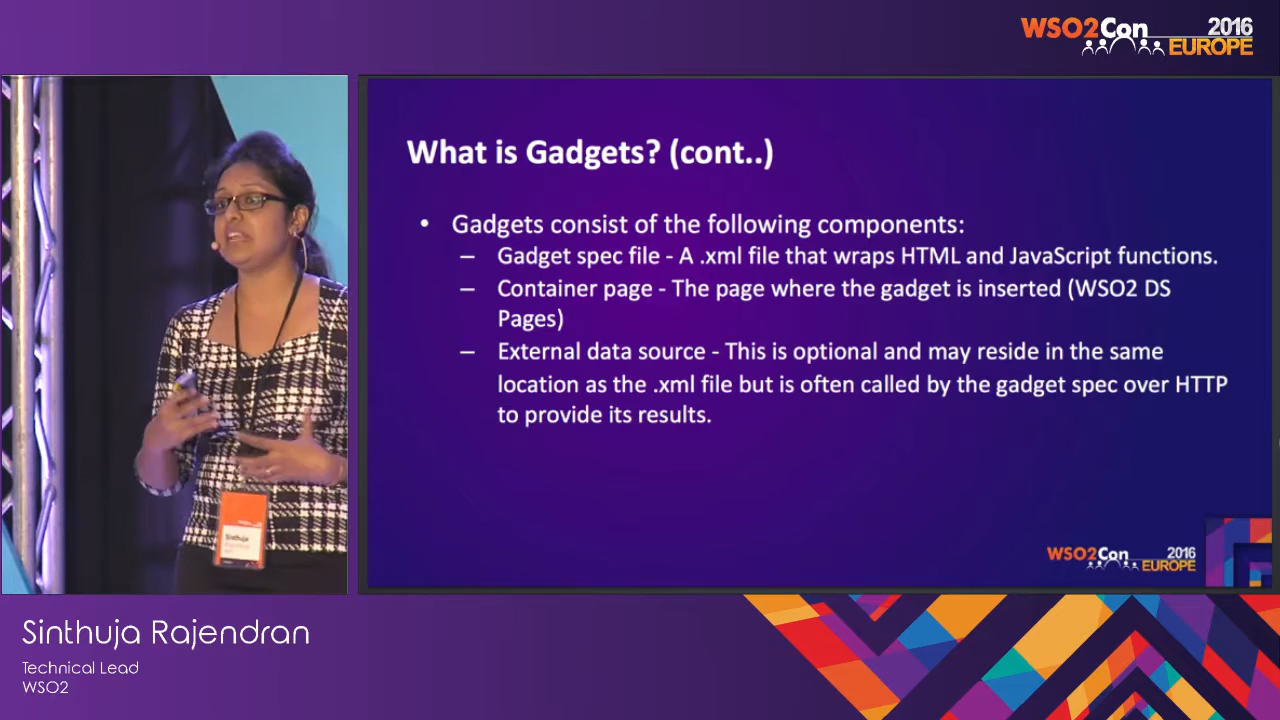 WSO2Con 2016
EUROPE
What is Gadgets? (cont..)
• Gadgets consist of the following components:
– Gadget spec file - A .xml file that wraps HTML and JavaScript functions.
– Container page - The page where the gadget is inserted (WSO2 DS
Pages)
– External data source - This is optional and may reside in the same
location as the .xml file but is often called by the gadget spec over HTTP
to provide its results.
WSO2Con 2016
EUROPE
Sinthuja
Sinthuja Rajendran
Technical Lead
WSO2